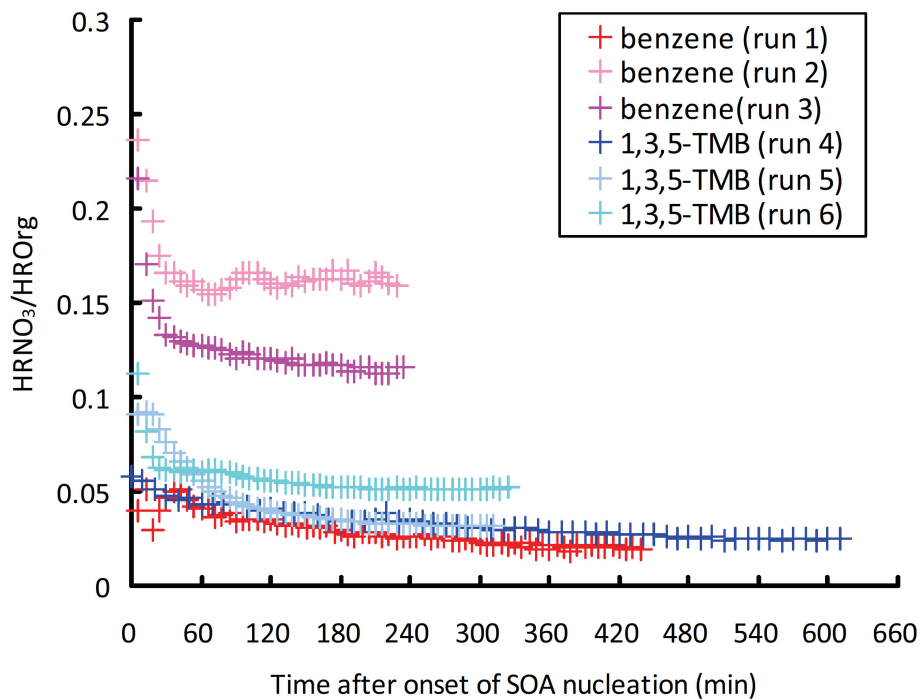 0.3
0.25
0.2
0.15
0.1
0.05
0
HRNO₃/HROrg
benzene (run 1)
benzene (run 2)
benzene(run 3)
1,3,5-TMB (run 4)
1,3,5-TMB (run 5)
1,3,5-TMB (run 6)
0 60 120 180 240 300 360 420 480 540 600 660
Time after onset of SOA nucleation (min)